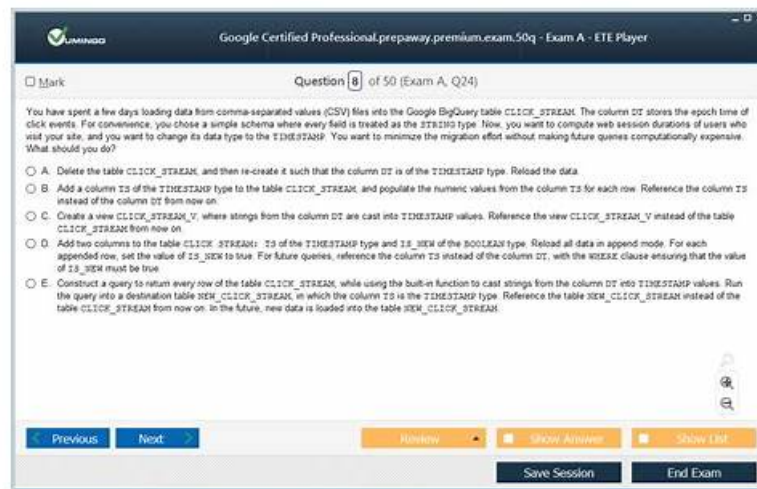 VUMINGO
Google Certified Professional.prepaway.premium.exam.50q - Exam A - ETE Player
Mark
Question 8 of 50 (Exam A, Q24)
You have spent a few days loading data from comma-separated values (CSV) files into the Google BigQuery table CLICK_STREAM. The column DT stores the epoch time of
click events. For convenience, you chose a simple schema where every field is treated as the STRING type. Now, you want to compute web session durations of users who
visit your site, and you want to change its data type to the TIMESTAMP. You want to minimize the migration effort without making future queries computationally expensive.
What should you do?
A. Delete the table CLICK_STREAM, and then re-create it such that the column DT is of the TIMESTAMP type. Reload the data.
B. Add a column TS of the TIMESTAMP type to the table CLICK_STREAM, and populate the numeric values from the column TS for each row. Reference the column TS
instead of the column DT from now on.
C. Create a view CLICK_STREAM_V, where strings from the column DT are cast into TIMESTAMP values. Reference the view CLICK_STREAM_V instead of the table
CLICK_STREAM from now on.
D. Add two columns to the table CLICK STREAM: TS of the TIMESTAMP type and IS_NEW of the BOOLEAN type. Reload all data in append mode. For each
appended row, set the value of IS_NEW to true. For future queries, reference the column TS instead of the column DT, with the WHERE clause ensuring that the value
of IS_NEW must be true.
E. Construct a query to return every row of the table CLICK_STREAM, while using the built-in function to cast strings from the column DT into TIMESTAMP values. Run
the query into a destination table NEW_CLICK_STREAM, in which the column TS is the TIMESTAMP type. Reference the table NEW_CLICK_STREAM instead of the
table CLICK_STREAM from now on. In the future, new data is loaded into the table NEW_CLICK_STREAM.
Previous
Next
Review
Show Answer
Show List
Save Session
End Exam